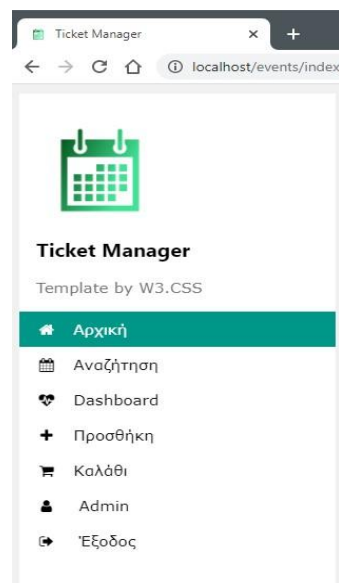 Ticket Manager
localhost/events/index
Ticket Manager
Template by W3.CSS
Αρχική
Αναζήτηση
Dashboard
Προσθήκη
Καλάθι
Admin
Έξοδος